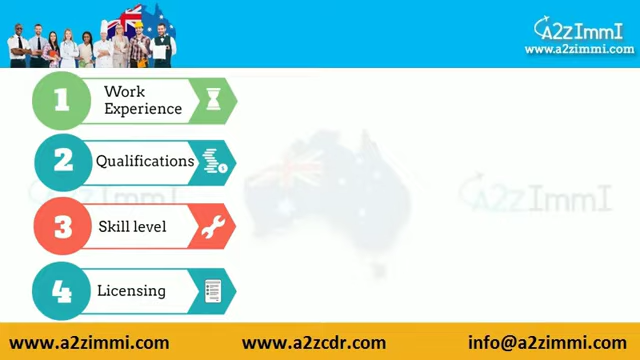 A2zImmI
www.a2zimmi.com
1
Work
Experience
2
Qualifications
A2zImmI
A2zImmI
3
Skill level
4
Licensing
www.a2zimmi.com
www.a2zcdr.com
info@a2zimmi.com